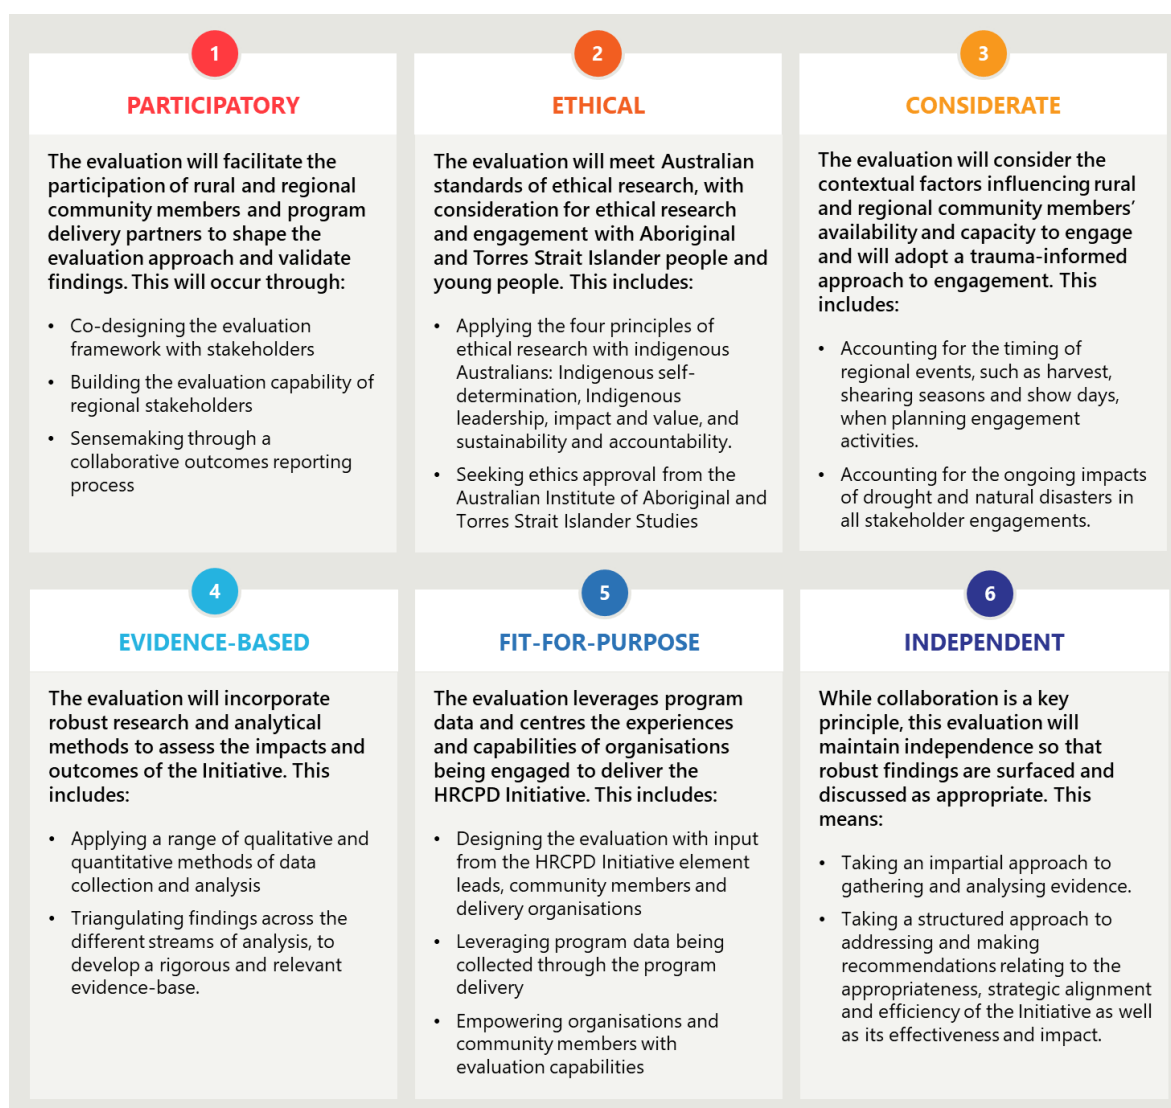 1
PARTICIPATORY
The evaluation will facilitate the
participation of rural and regional
community members and program
delivery partners to shape the
evaluation approach and validate
findings. This will occur through:
• Co-designing the evaluation
framework with stakeholders
• Building the evaluation capability of
regional stakeholders
• Sensemaking through a
collaborative outcomes reporting
process
2
ETHICAL
The evaluation will meet Australian
standards of ethical research, with
consideration for ethical research
and engagement with Aboriginal
and Torres Strait Islander people and
young people. This includes:
• Applying the four principles of
ethical research with indigenous
Australians: Indigenous self-
determination, Indigenous
leadership, impact and value, and
sustainability and accountability.
• Seeking ethics approval from the
Australian Institute of Aboriginal and
Torres Strait Islander Studies
3
CONSIDERATE
The evaluation will consider the
contextual factors influencing rural
and regional community members’
availability and capacity to engage
and will adopt a trauma-informed
approach to engagement. This
includes:
• Accounting for the timing of
regional events, such as harvest,
shearing seasons and show days,
when planning engagement
activities.
• Accounting for the ongoing impacts
of drought and natural disasters in
all stakeholder engagements.
4
EVIDENCE-BASED
The evaluation will incorporate
robust research and analytical
methods to assess the impacts and
outcomes of the Initiative. This
includes:
• Applying a range of qualitative and
quantitative methods of data
collection and analysis
• Triangulating findings across the
different streams of analysis, to
develop a rigorous and relevant
evidence-base.
5
FIT-FOR-PURPOSE
The evaluation leverages program
data and centres the experiences
and capabilities of organisations
being engaged to deliver the
HRCPD Initiative. This includes:
• Designing the evaluation with input
from the HRCPD Initiative element
leads, community members and
delivery organisations
• Leveraging program data being
collected through the program
delivery
• Empowering organisations and
community members with
evaluation capabilities
6
INDEPENDENT
While collaboration is a key
principle, this evaluation will
maintain independence so that
robust findings are surfaced and
discussed as appropriate. This
means:
• Taking an impartial approach to
gathering and analysing evidence.
• Taking a structured approach to
addressing and making
recommendations relating to the
appropriateness, strategic alignment
and efficiency of the Initiative as well
as its effectiveness and impact.